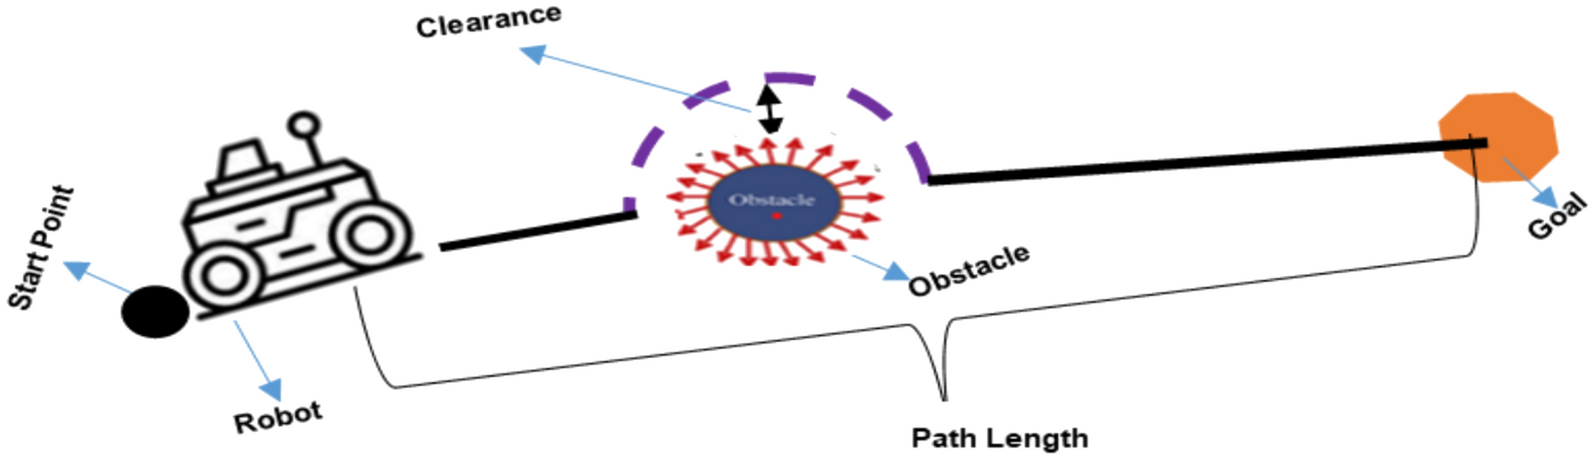 Clearance
Start Point
Obstacle
Goal
Obstacle
Robot
Path Length